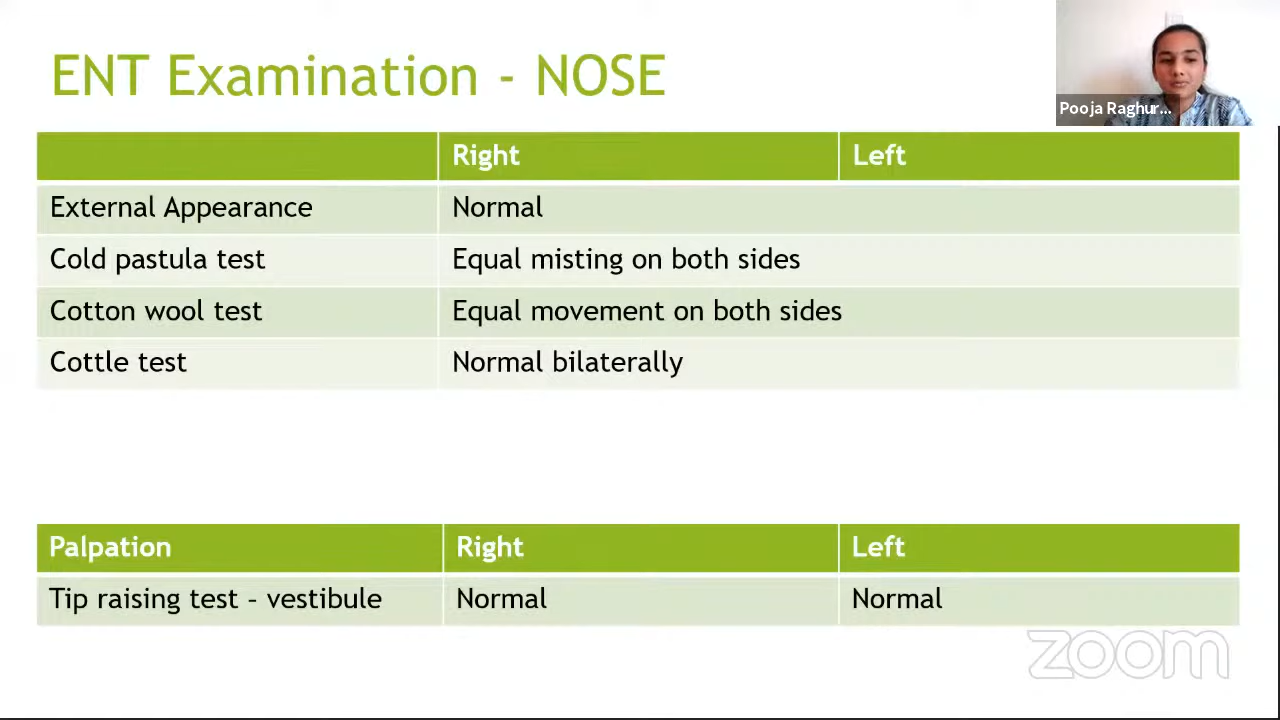 ENT Examination - NOSE
Pooja Raghur...
Right Left
External Appearance Normal
Cold pastula test Equal misting on both sides
Cotton wool test Equal movement on both sides
Cottle test Normal bilaterally
Palpation Right Left
Tip raising test – vestibule Normal Normal
zoom